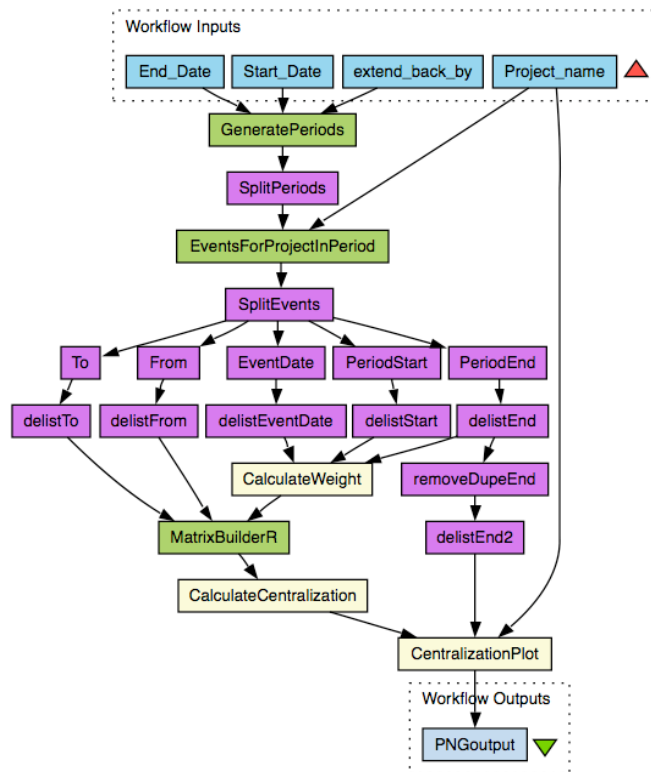 Workflow Inputs
End_Date
Start_Date
extend_back_by
Project_name
GeneratePeriods
SplitPeriods
EventsForProjectInPeriod
SplitEvents
To
From
EventDate
PeriodStart
PeriodEnd
delistTo
delistFrom
delistEventDate
delistStart
delistEnd
CalculateWeight
removeDupeEnd
MatrixBuilderR
delistEnd2
CalculateCentralization
CentralizationPlot
Workflow Outputs
PNGoutput